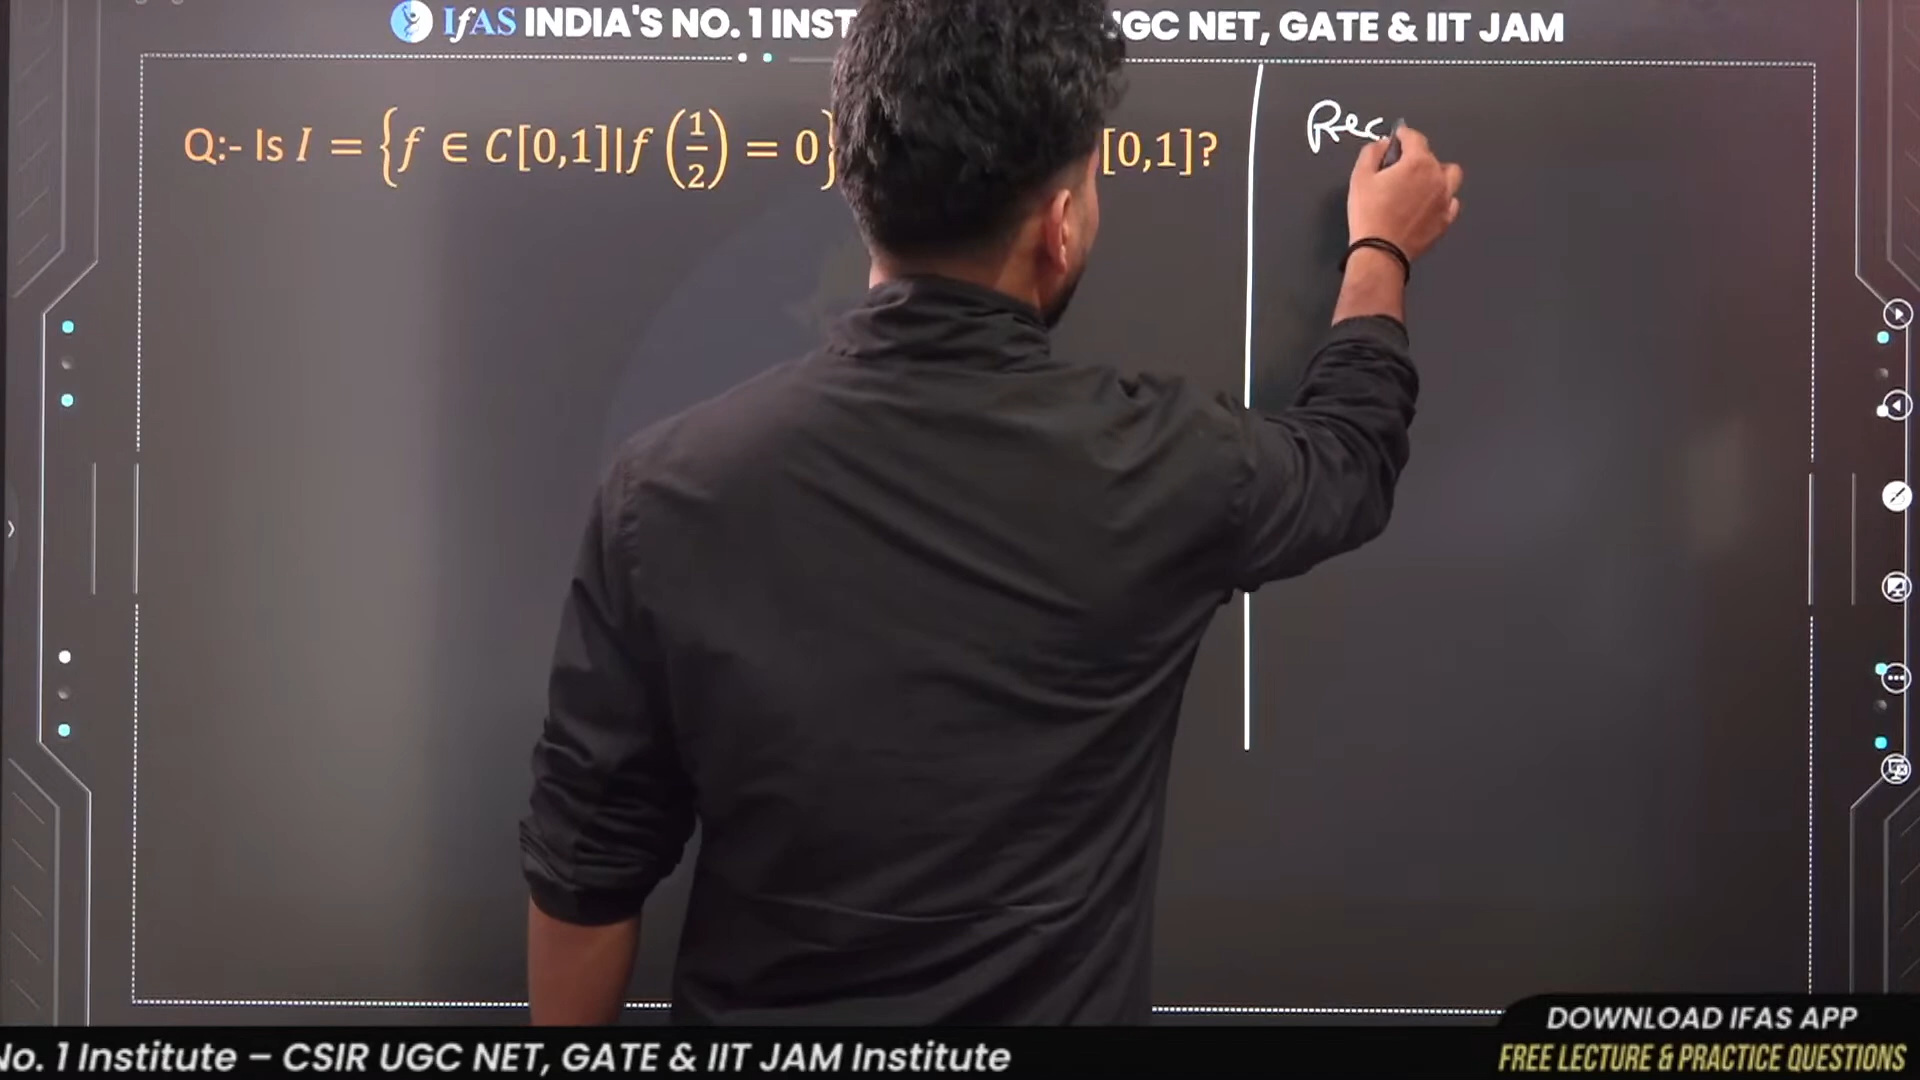 IfAS INDIA'S NO. 1 INST GC NET, GATE & IIT JAM
Q:- Is I = {f ∈ C[0,1]|f(1/2) = 0} [0,1]?
Rec
No. 1 Institute – CSIR UGC NET, GATE & IIT JAM Institute
DOWNLOAD IFAS APP
FREE LECTURE & PRACTICE QUESTIONS